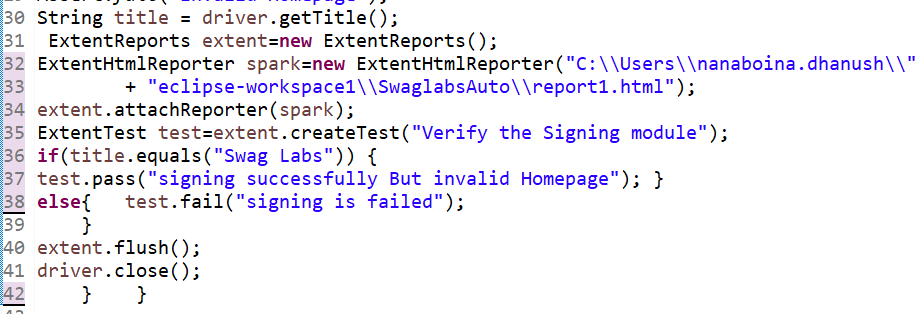 30 String title = driver.getTitle();
31 ExtentReports extent=new ExtentReports();
32 ExtentHtmlReporter spark=new ExtentHtmlReporter("C:\\Users\\nanaboina.dhanush\\"
33 + "eclipse-workspace1\\SwaglabsAuto\\report1.html");
34 extent.attachReporter(spark);
35 ExtentTest test=extent.createTest("Verify the Signing module");
36 if(title.equals("Swag Labs")) {
37 test.pass("signing successfully But invalid Homepage"); }
38 else{ test.fail("signing is failed");
39 }
40 extent.flush();
41 driver.close();
42 } }